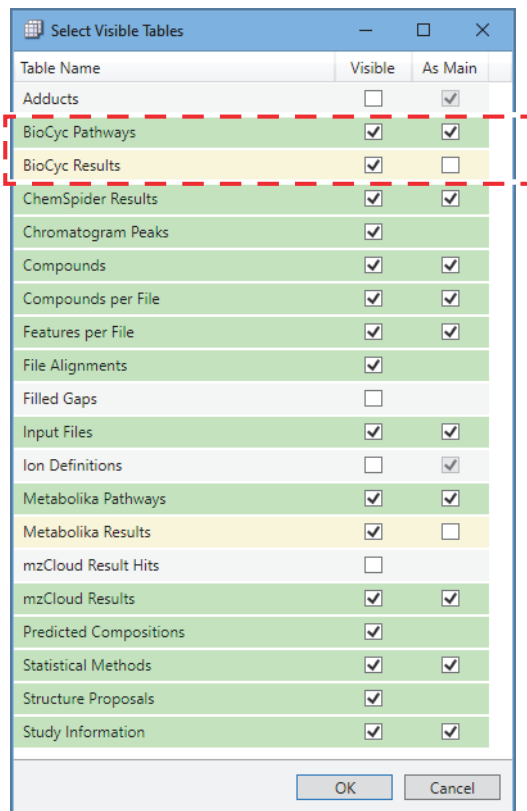 Select Visible Tables
Table Name Visible As Main
Adducts
BioCyc Pathways
BioCyc Results
ChemSpider Results
Chromatogram Peaks
Compounds
Compounds per File
Features per File
File Alignments
Filled Gaps
Input Files
Ion Definitions
Metabolika Pathways
Metabolika Results
mzCloud Result Hits
mzCloud Results
Predicted Compositions
Statistical Methods
Structure Proposals
Study Information
OK Cancel